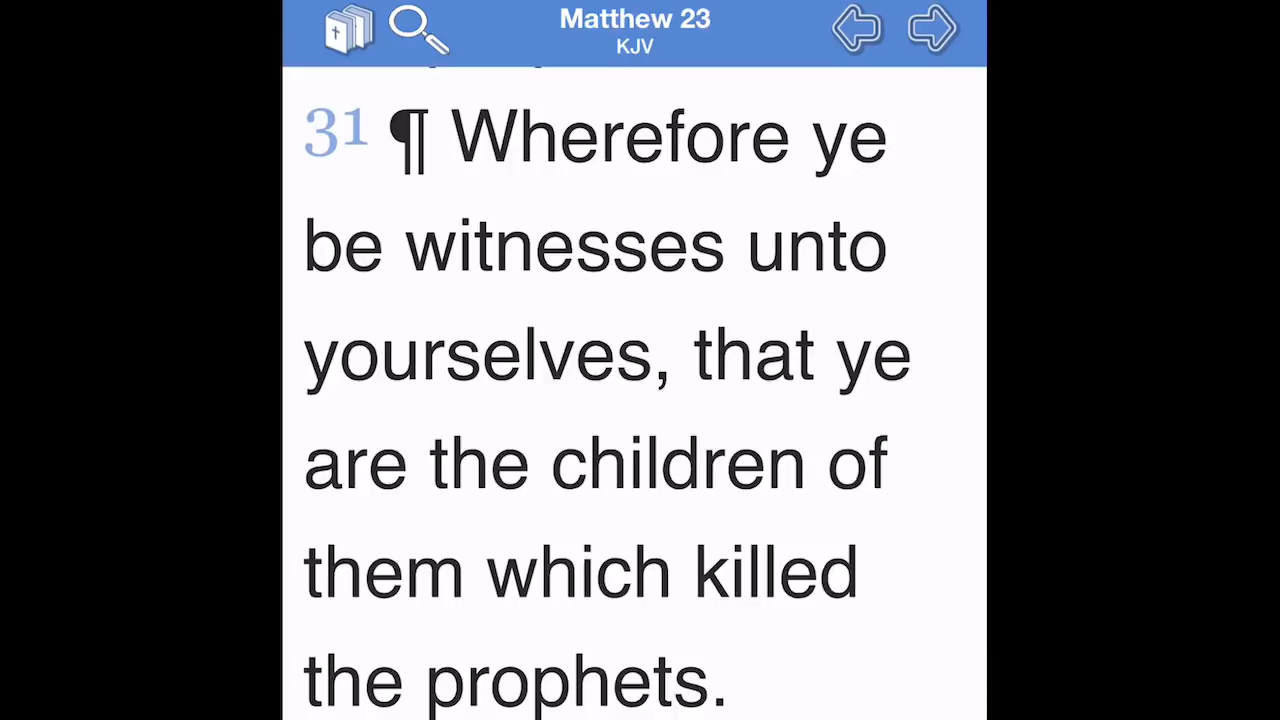 Matthew 23
KJV
31 ¶ Wherefore ye
be witnesses unto
yourselves, that ye
are the children of
them which killed
the prophets.